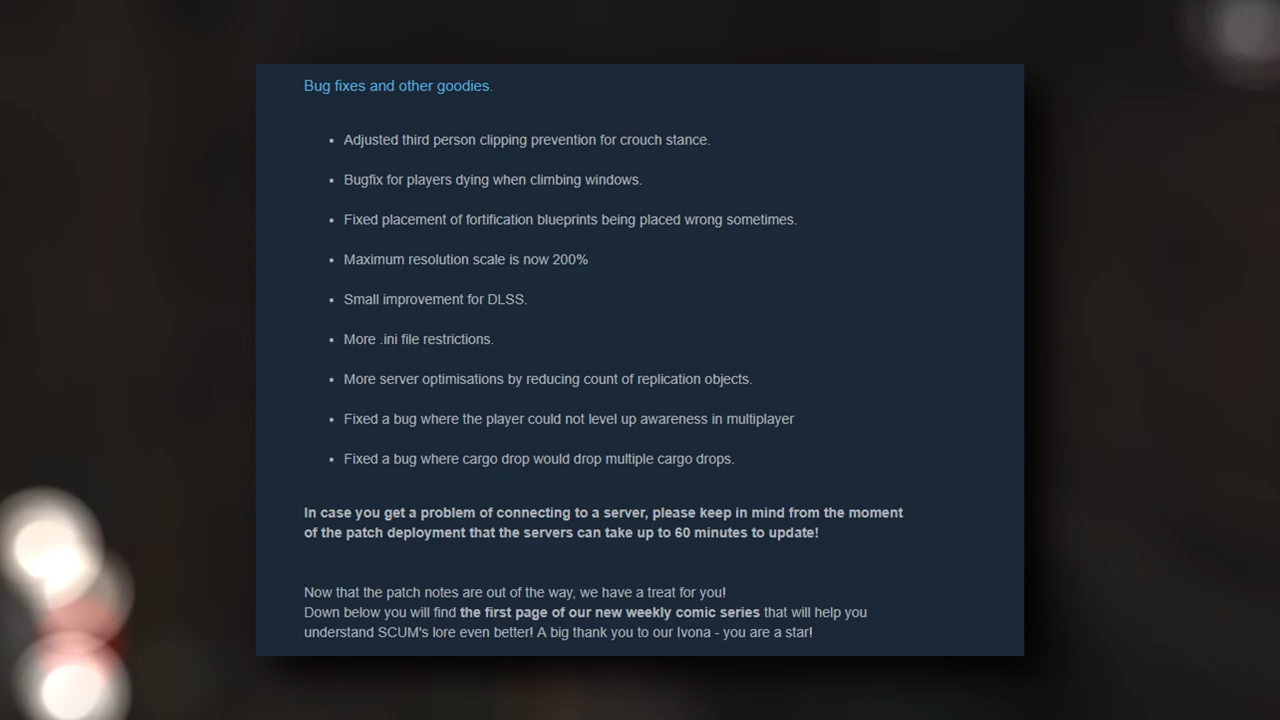 Bug fixes and other goodies.
• Adjusted third person clipping prevention for crouch stance.
• Bugfix for players dying when climbing windows.
• Fixed placement of fortification blueprints being placed wrong sometimes.
• Maximum resolution scale is now 200%
• Small improvement for DLSS.
• More .ini file restrictions.
• More server optimisations by reducing count of replication objects.
• Fixed a bug where the player could not level up awareness in multiplayer
• Fixed a bug where cargo drop would drop multiple cargo drops.
In case you get a problem of connecting to a server, please keep in mind from the moment
of the patch deployment that the servers can take up to 60 minutes to update!
Now that the patch notes are out of the way, we have a treat for you!
Down below you will find the first page of our new weekly comic series that will help you
understand SCUM's lore even better! A big thank you to our Ivona - you are a star!